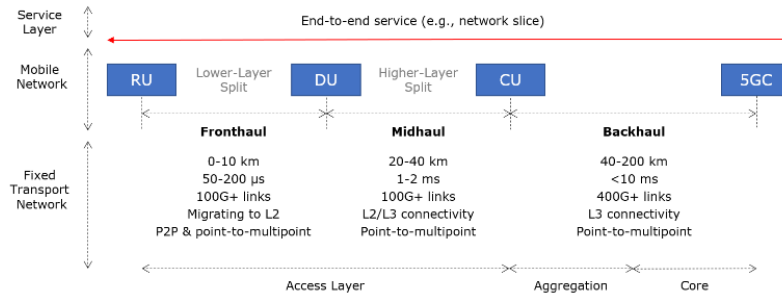 Service
Layer
End-to-end service (e.g., network slice)
Mobile
Network
RU
Lower-Layer
Split
DU
Higher-Layer
Split
CU
5GC
Fronthaul
Midhaul
Backhaul
Fixed
Transport
Network
0-10 km
50-200 µs
100G+ links
Migrating to L2
P2P & point-to-multipoint
20-40 km
1-2 ms
100G+ links
L2/L3 connectivity
Point-to-multipoint
40-200 km
<10 ms
400G+ links
L3 connectivity
Point-to-multipoint
Access Layer
Aggregation
Core